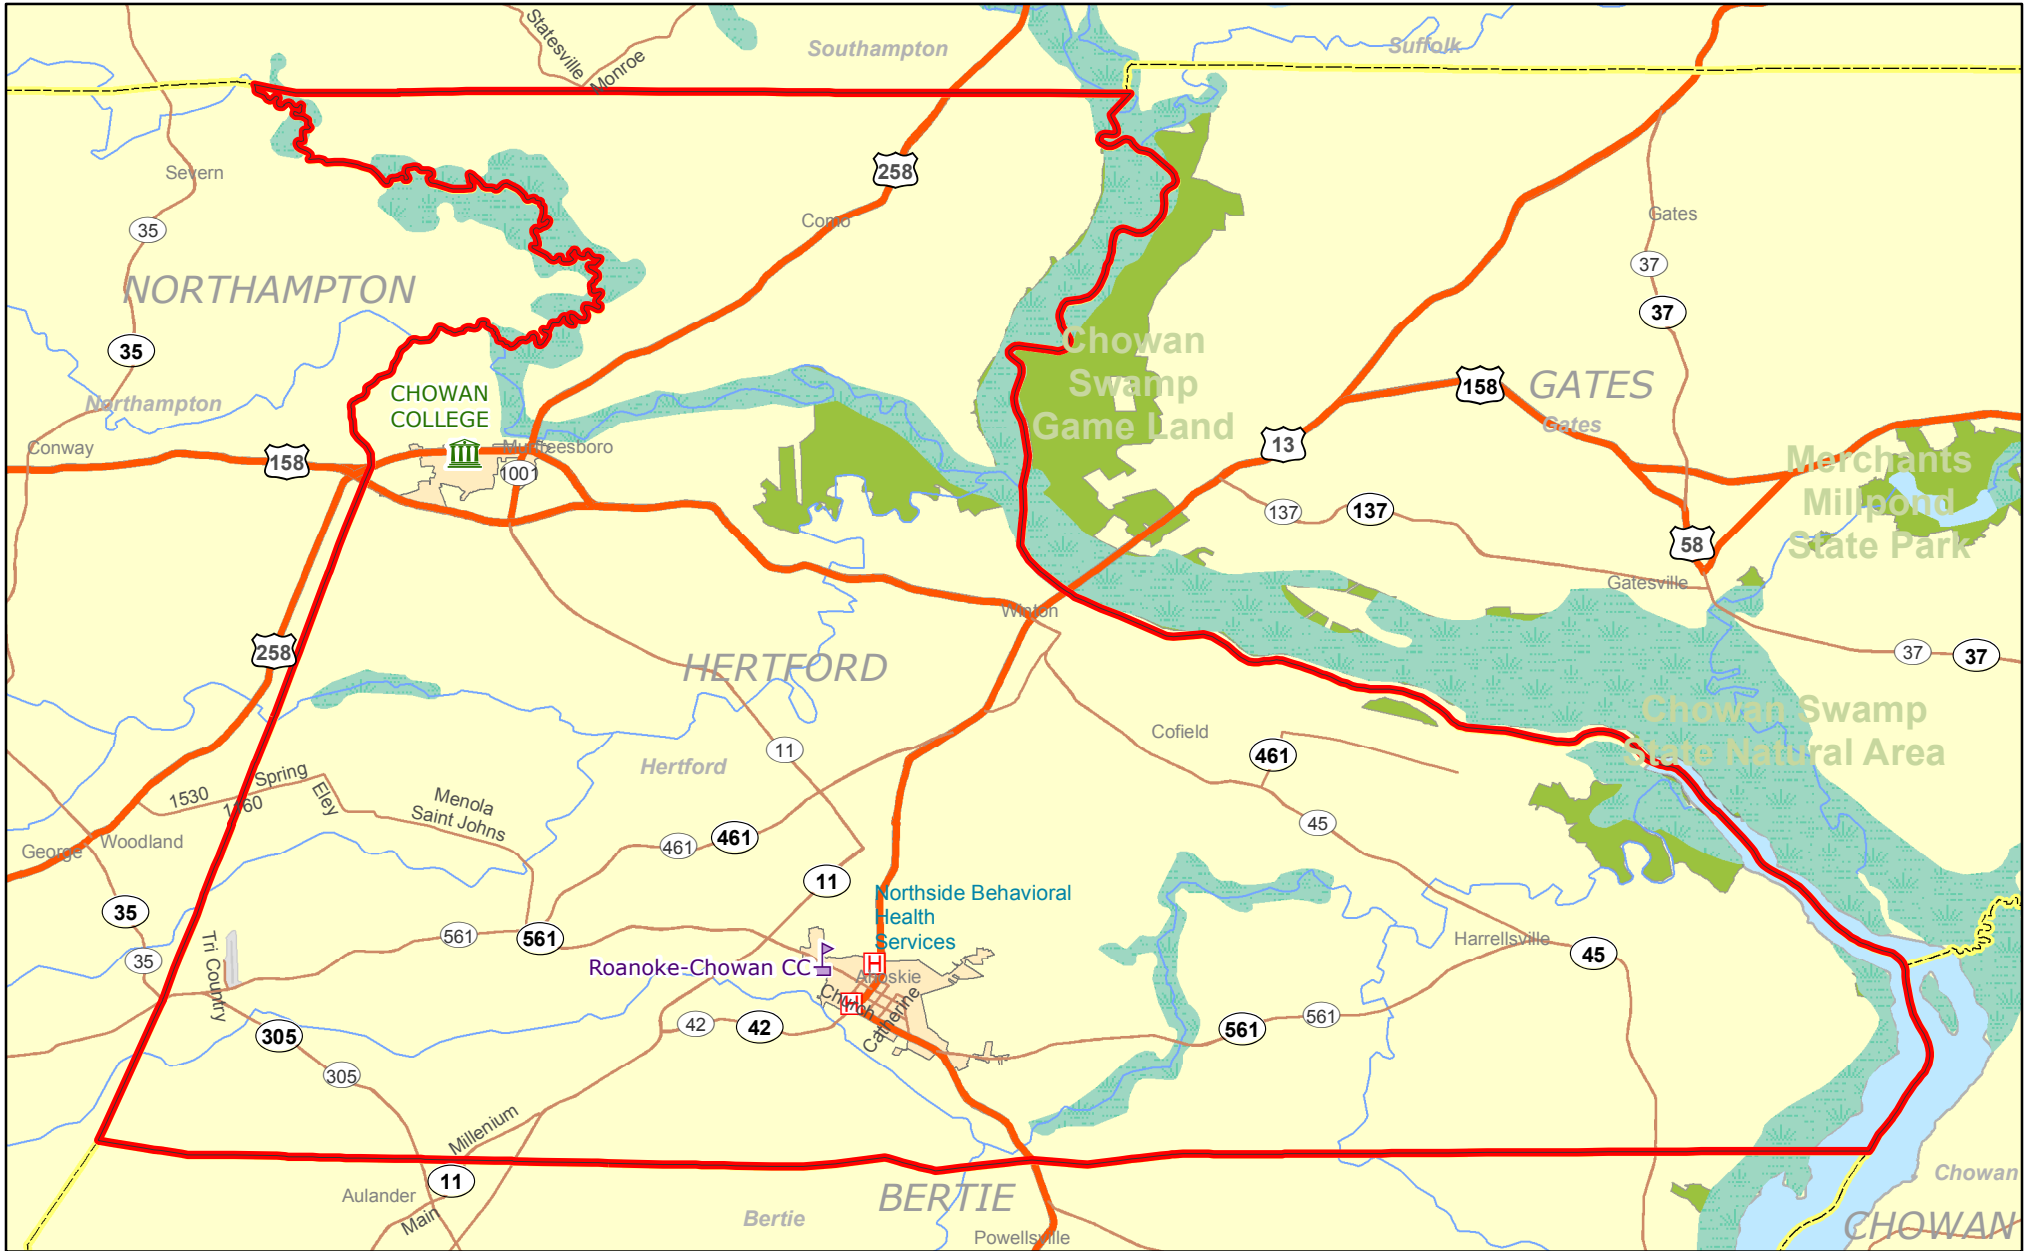 Statesville
Monroe
Southampton
Suffolk
258
Severn
Como
Gates
35
37
NORTHAMPTON
37
35
Chowan
Swamp
Game Land
CHOWAN
COLLEGE
158
GATES
Northampton
Gates
Conway
158
Murfreesboro
1001
13
Merchants
Millpond
State Park
137
137
58
Gatesville
Winton
258
HERTFORD
37
37
Chowan Swamp
State Natural Area
Cofield
11
461
Hertford
Spring
1530
1160
Eley
Menola
Saint Johns
45
George
Woodland
461
461
11
Northside Behavioral
Health
Services
35
561
561
Harrellsville
45
35
Tri Country
Roanoke-Chowan CC
H
Ahoskie
H
Church
Catherine
305
42
42
561
561
305
Millenium
11
Aulander
Main
BERTIE
Bertie
Powellsville
Chowan
CHOWAN